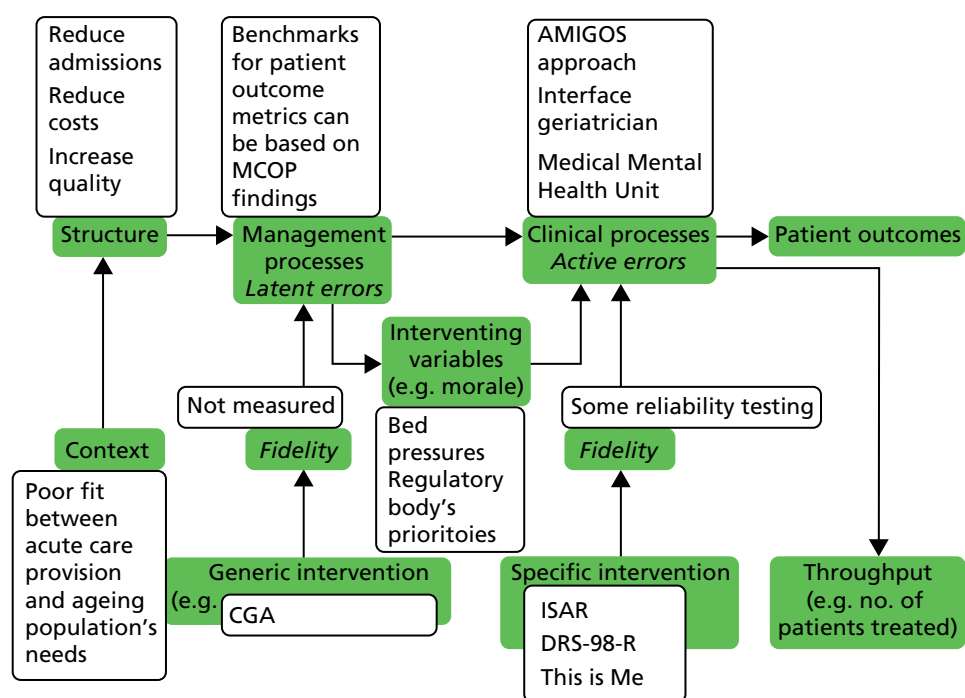 Reduce
admissions
Reduce
costs
Increase
quality
Benchmarks
for patient
outcome
metrics can
be based on
MCOP
findings
AMIGOS
approach
Interface
geriatrician
Medical Mental
Health Unit
Structure
Management
processes
Latent errors
Clinical processes
Active errors
Patient outcomes
Interventing
variables
(e.g. morale)
Not measured
Some reliability testing
Bed
pressures
Regulatory
body’s
prioritoies
Context
Fidelity
Fidelity
Poor fit
between
acute care
provision
and ageing
population’s
needs
Generic intervention
(e.g.
CGA
Specific intervention
ISAR
DRS-98-R
This is Me
Throughput
(e.g. no. of
patients treated)